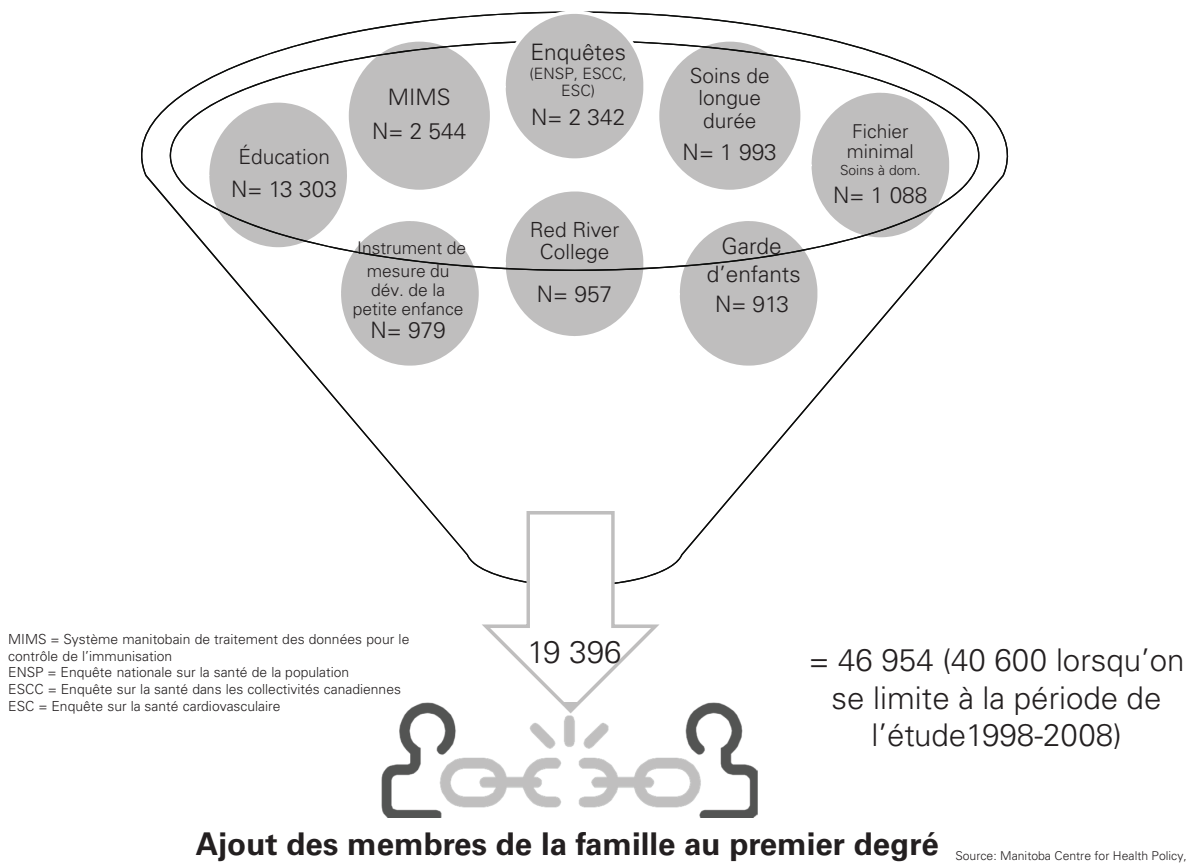 Enquêtes
(ENSP, ESCC,
ESC)
N= 2 342
MIMS
N= 2 544
Soins de
longue
durée
N= 1 993
Éducation
N= 13 303
Fichier
minimal
Soins à dom.
N= 1 088
Instrument de
mesure du
dév. de la
petite enfance
N= 979
Red River
College
N= 957
Garde
d'enfants
N= 913
19 396
MIMS = Système manitobain de traitement des données pour le
contrôle de l'immunisation
ENSP = Enquête nationale sur la santé de la population
ESCC = Enquête sur la santé dans les collectivités canadiennes
ESC = Enquête sur la santé cardiovasculaire
= 46 954 (40 600 lorsqu'on
se limite à la période de
l'étude1998-2008)
Ajout des membres de la famille au premier degré
Source: Manitoba Centre for Health Policy,